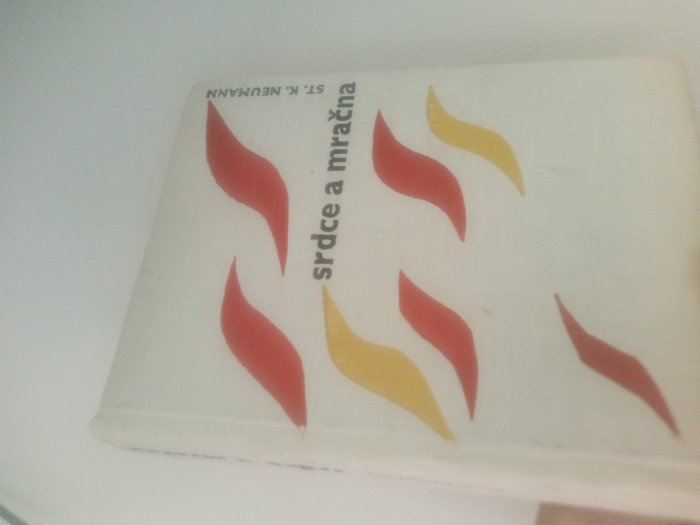 ST. K. NEUMANN
srdce a mračna